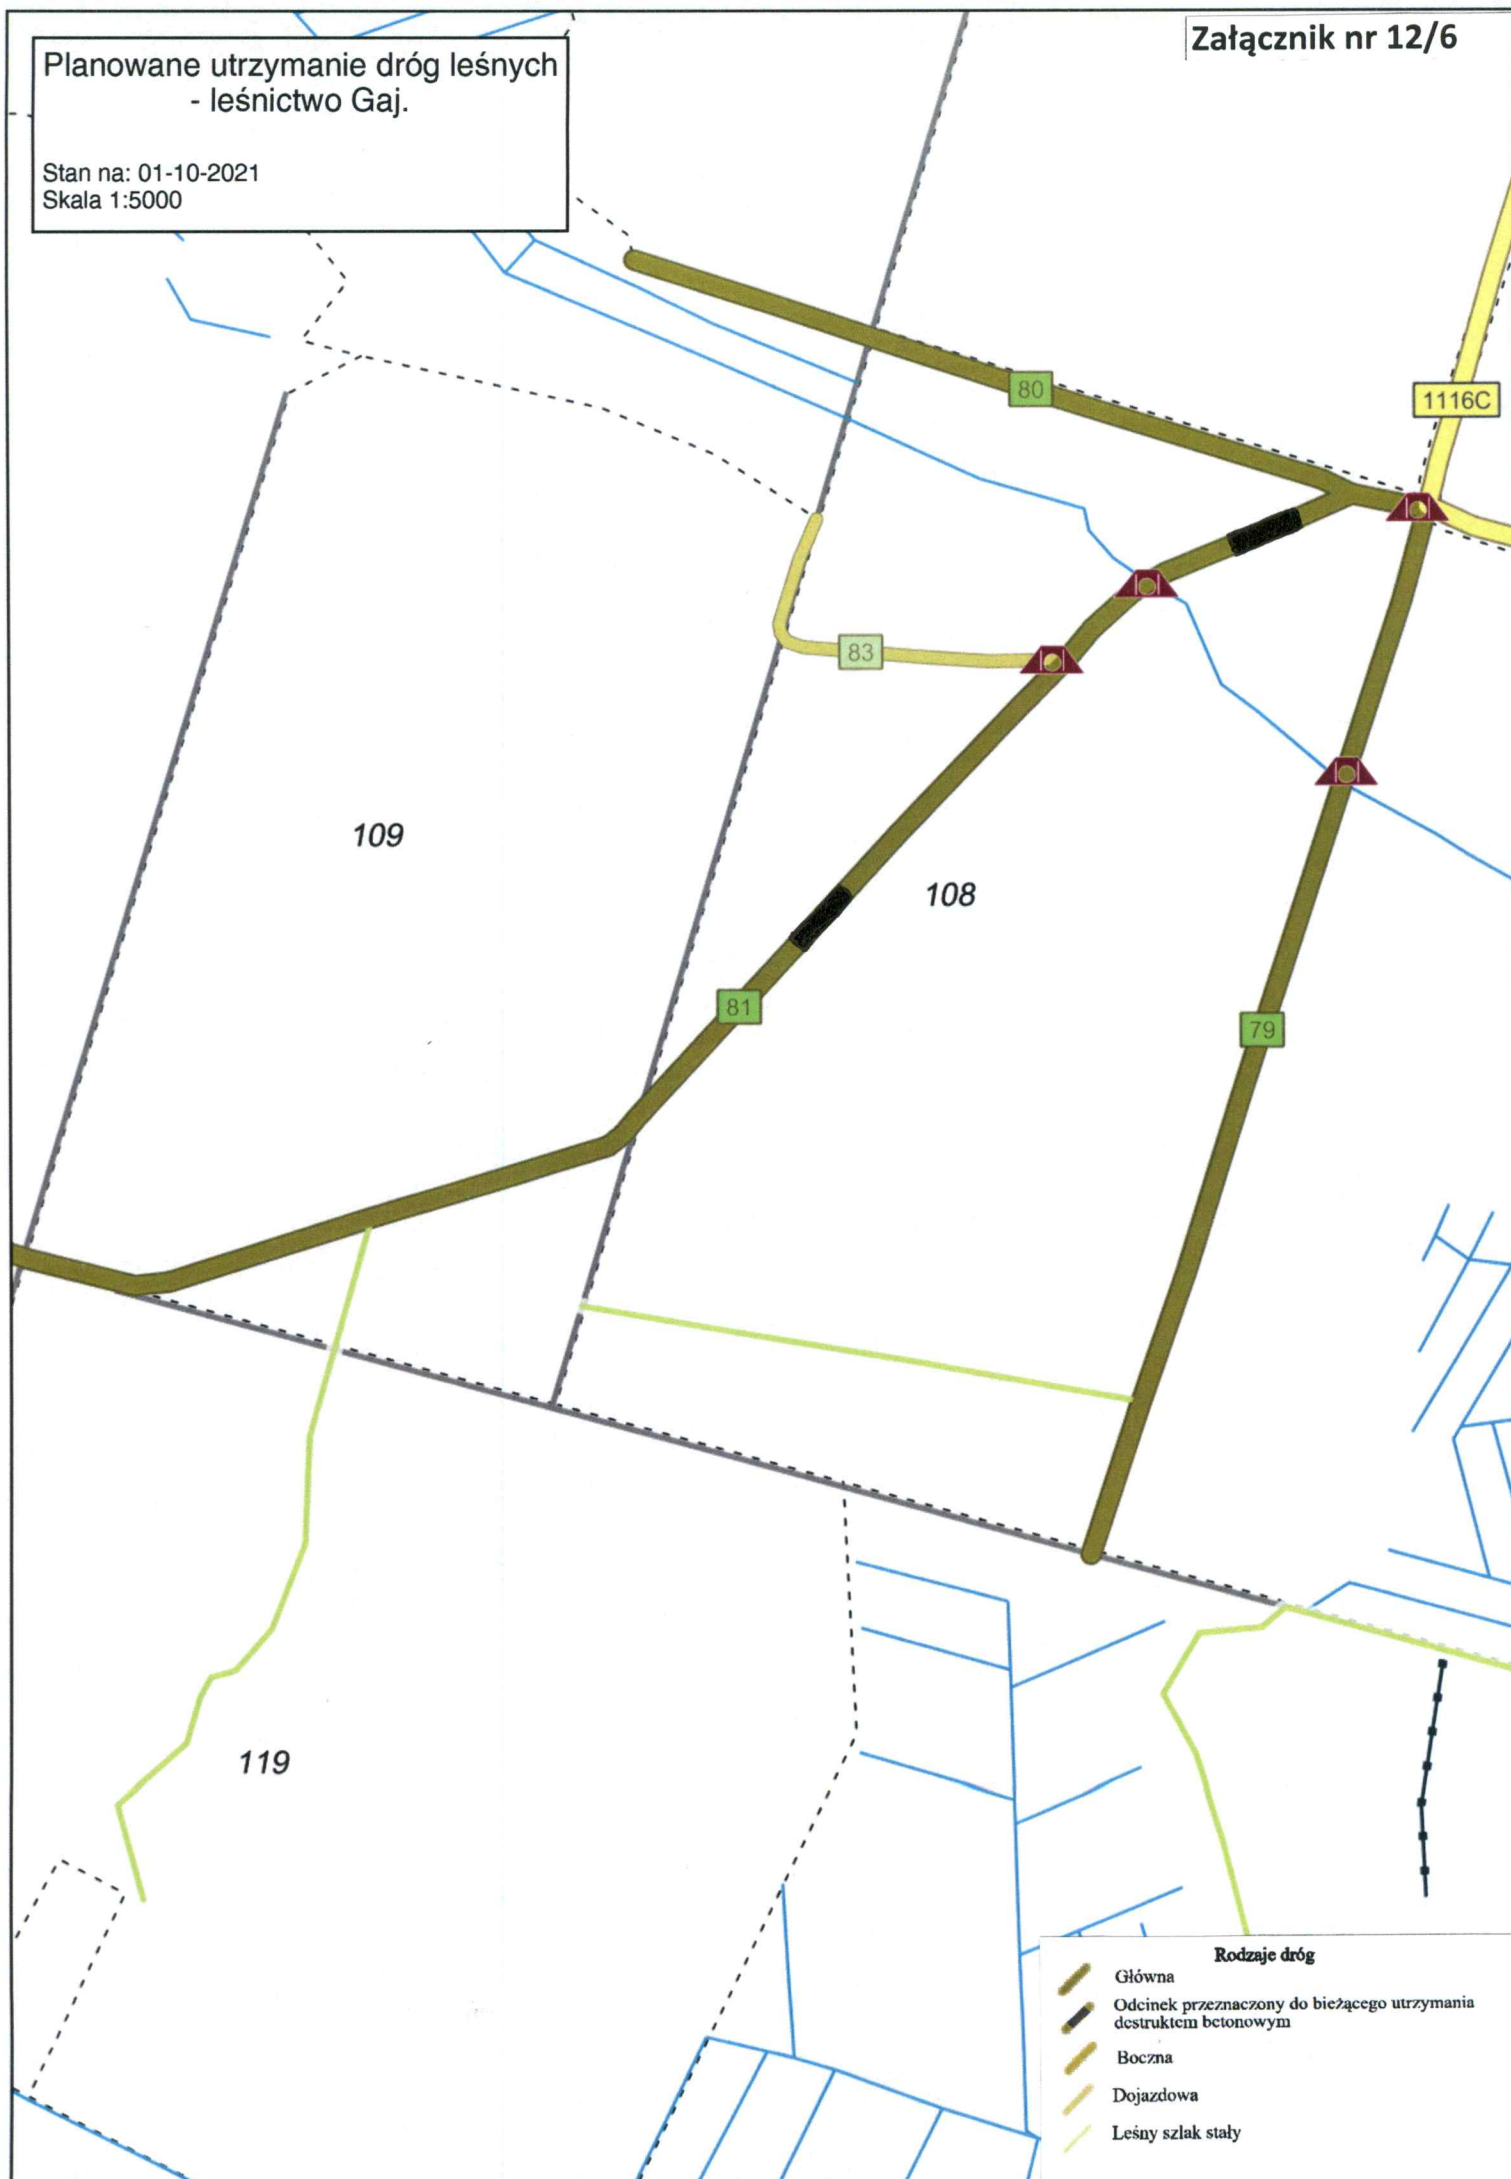 Załącznik nr 12/6
Planowane utrzymanie dróg leśnych
- leśnictwo Gaj.
Stan na: 01-10-2021
Skala 1:5000
80
1116C
83
109
108
81
79
119
Rodzaje dróg
Główna
Odcinek przeznaczony do bieżącego utrzymania
destruktem betonowym
Boczna
Dojazdowa
Leśny szlak stały